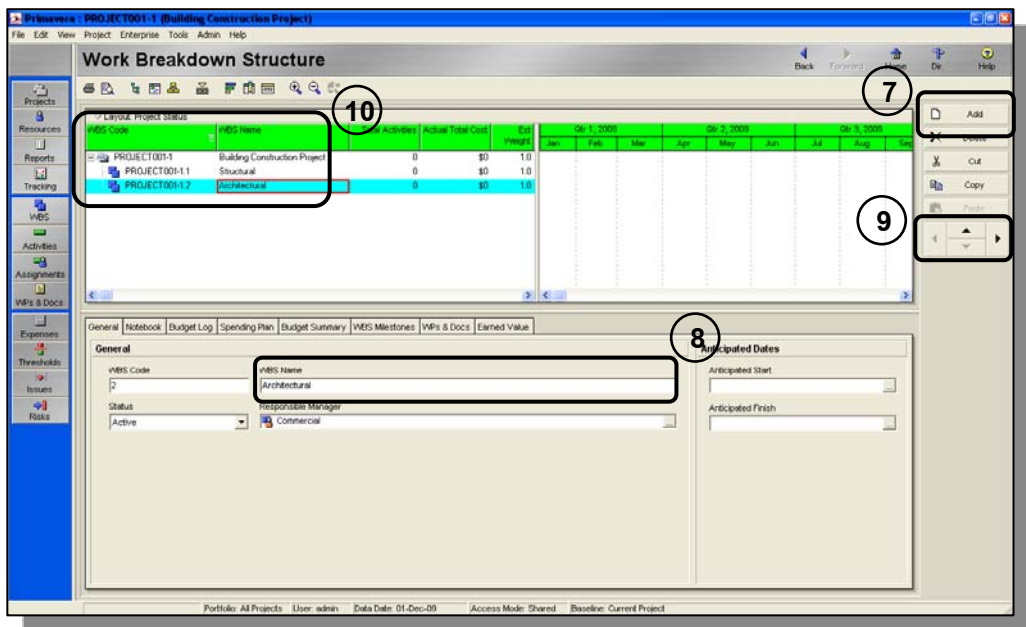 Primavera : PROJECT001-1 (Building Construction Project)
File Edit View Project Enterprise Tools Admin Help
Work Breakdown Structure
Back Forward Home Dir. Help
Projects
Resources
Reports
Tracking
WBS
Activities
Assignments
WPs & Docs
Expenses
Thresholds
Issues
Risks
10
7
Layout: Project Status
WBS Code WBS Name Total Activities Actual Total Cost Est Weight
Qtr 1, 2009 Qtr 2, 2009 Qtr 3, 2009
Jan Feb Mar Apr May Jun Jul Aug Sep
PROJECT001-1 Building Construction Project 0 $0 1.0
PROJECT001-1.1 Structural 0 $0 1.0
PROJECT001-1.2 Architectural 0 $0 1.0
Add
Delete
Cut
Copy
Paste
9
General Notebook Budget Log Spending Plan Budget Summary WBS Milestones WPs & Docs Earned Value
8
General Anticipated Dates
WBS Code WBS Name Anticipated Start
2 Architectural
Status Responsible Manager Anticipated Finish
Active Commercial
Portfolio: All Projects User: admin Data Date: 01-Dec-09 Access Mode: Shared Baseline: Current Project